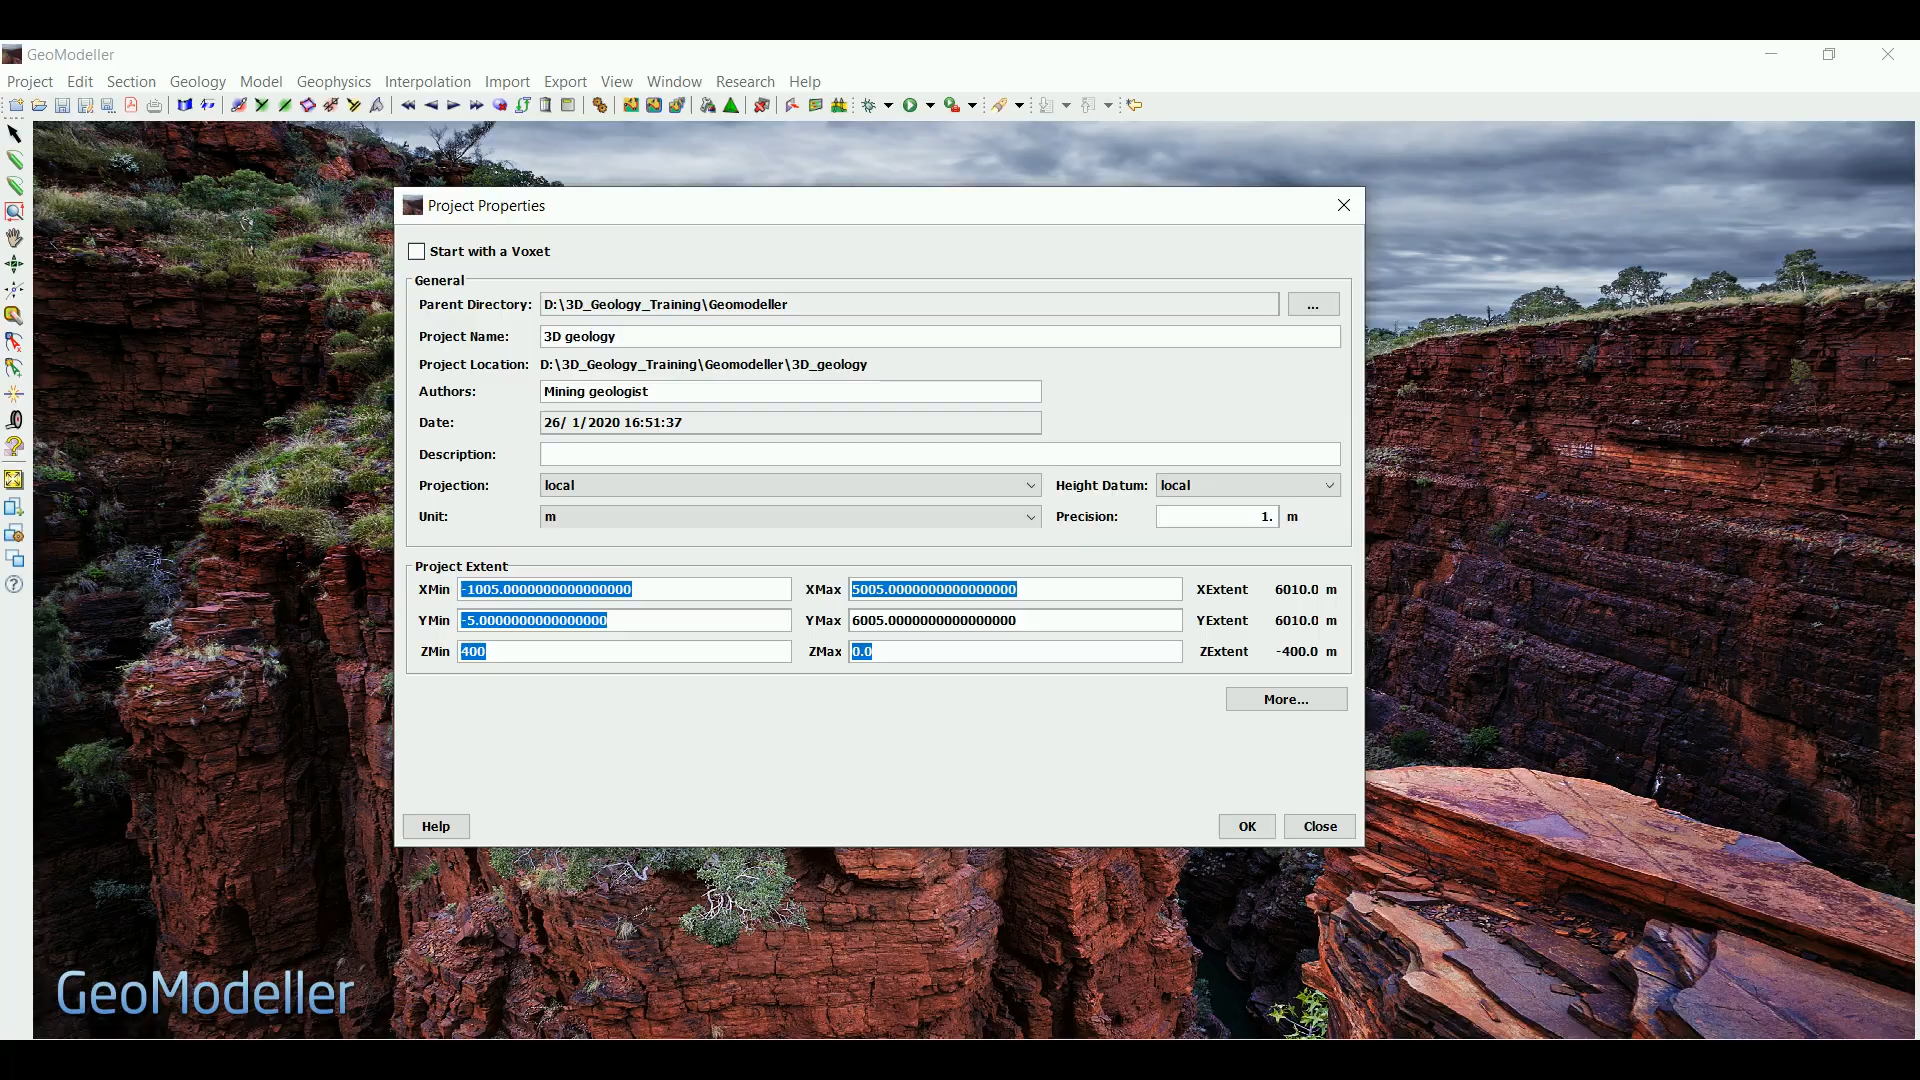 GeoModeller
Project Edit Section Geology Model Geophysics Interpolation Import Export View Window Research Help
Project Properties
Start with a Voxet
General
Parent Directory: D:\3D_Geology_Training\Geomodeller ...
Project Name: 3D geology
Project Location: D:\3D_Geology_Training\Geomodeller\3D_geology
Authors: Mining geologist
Date: 26/ 1/2020 16:51:37
Description:
Projection: local Height Datum: local
Unit: m Precision: 1. m
Project Extent
XMin -1005.0000000000000000 XMax 5005.0000000000000000 XExtent 6010.0 m
YMin -5.0000000000000000 YMax 6005.0000000000000000 YExtent 6010.0 m
ZMin 400 ZMax 0.0 ZExtent -400.0 m
More...
Help OK Close
GeoModeller